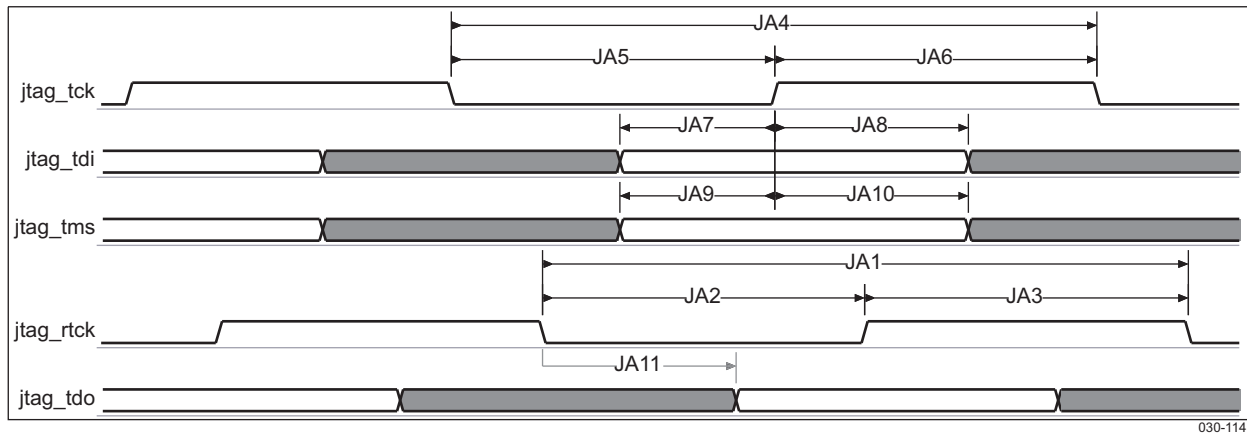 JA4
JA5 JA6
jtag_tck
JA7 JA8
jtag_tdi
JA9 JA10
jtag_tms
JA1
JA2 JA3
jtag_rtck
JA11
jtag_tdo
030-114